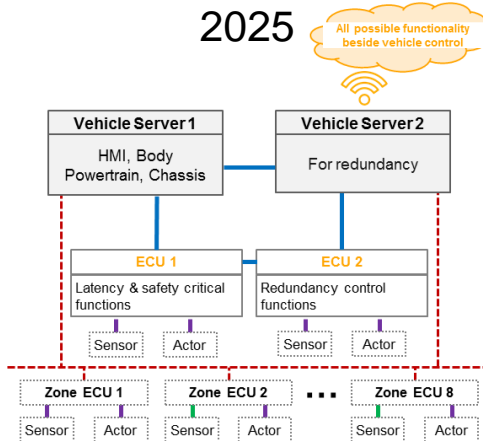 2025
All possible functionality
beside vehicle control
Vehicle Server 1
HMI, Body
Powertrain, Chassis
Vehicle Server 2
For redundancy
ECU 1
Latency & safety critical
functions
ECU 2
Redundancy control
functions
Sensor
Actor
Sensor
Actor
Zone ECU 1
Zone ECU 2
Zone ECU 8
Sensor
Actor
Sensor
Actor
Sensor
Actor